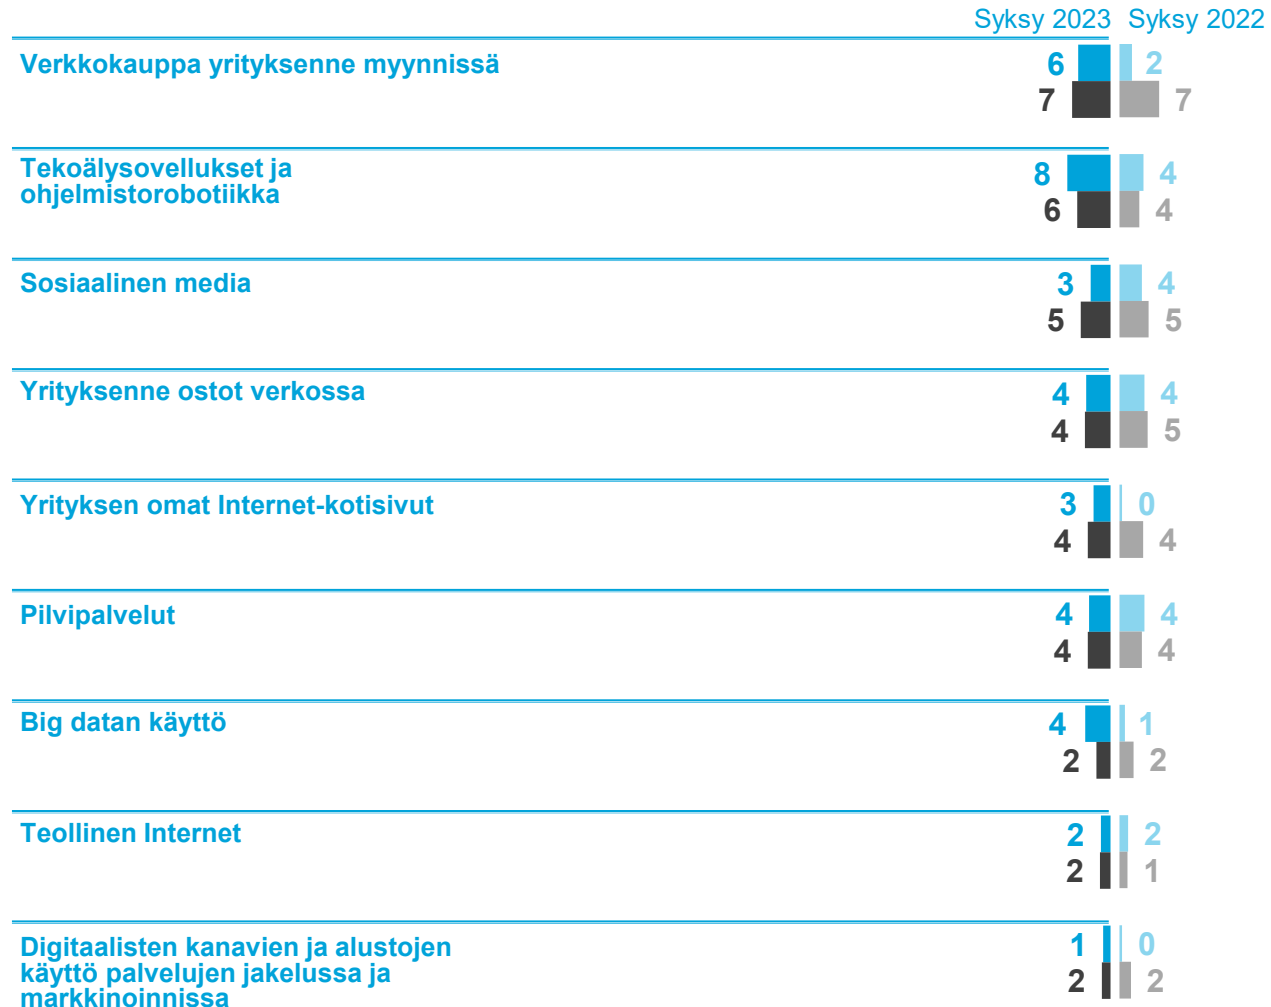 Syksy 2023 Syksy 2022
Verkkokauppa yrityksenne myynnissä
6 2
7 7
Tekoälysovellukset ja
ohjelmistorobotiikka
8 4
6 4
Sosiaalinen media
3 4
5 5
Yrityksenne ostot verkossa
4 4
4 5
Yrityksen omat Internet-kotisivut
3 0
4 4
Pilvipalvelut
4 4
4 4
Big datan käyttö
4 1
2 2
Teollinen Internet
2 2
2 1
Digitaalisten kanavien ja alustojen
käyttö palvelujen jakelussa ja
markkinoinnissa
1 0
2 2